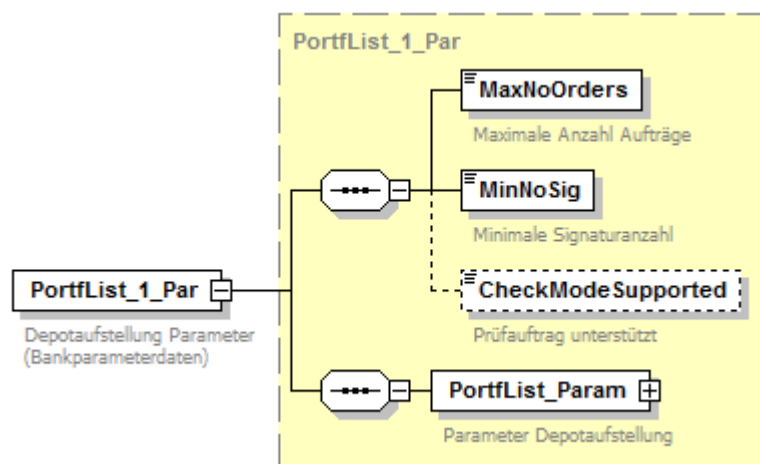 PortfList_1_Par
MaxNoOrders
Maximale Anzahl Aufträge
MinNoSig
Minimale Signaturanzahl
PortfList_1_Par
Depotaufstellung Parameter
(Bankparameterdaten)
CheckModeSupported
Prüfauftrag unterstützt
PortfList_Param
Parameter Depotaufstellung